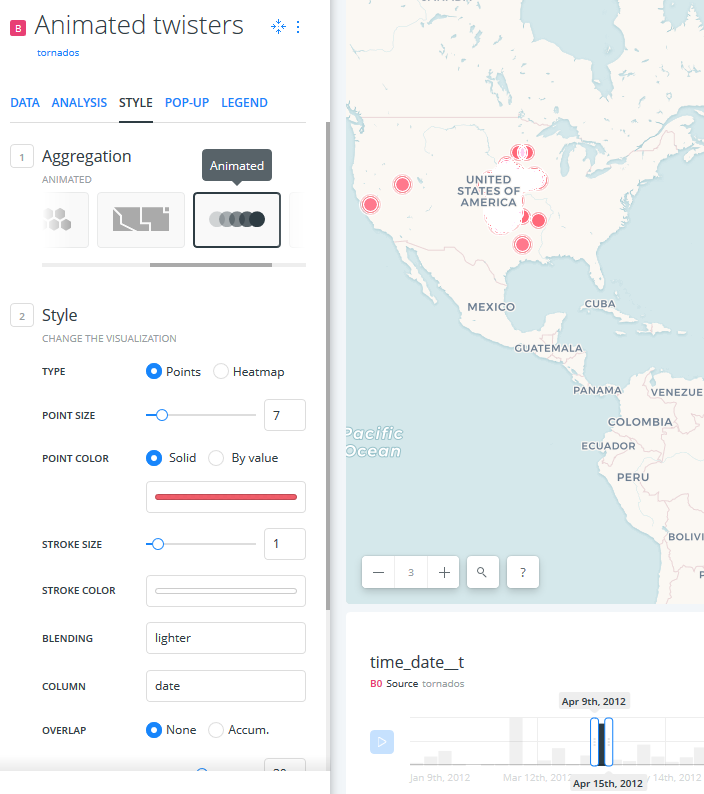 B Animated twisters
tornados
DATA ANALYSIS STYLE POP-UP LEGEND
1 Aggregation
ANIMATED
Animated
2 Style
CHANGE THE VISUALIZATION
TYPE Points Heatmap
POINT SIZE 7
POINT COLOR Solid By value
STROKE SIZE 1
STROKE COLOR
BLENDING lighter
COLUMN date
OVERLAP None Accum.
UNITED
STATES OF
AMERICA
MEXICO
CUBA
GUATEMALA
PANAMA
VENEZUE
COLOMBIA
ECUADOR
Pacific
Ocean
PERU
BOLIVI
3
?
time_date__t
B0 Source tornados
Apr 9th, 2012
Jan 9th, 2012 Mar 12th, 2012 y 14th, 2012
Apr 15th, 2012